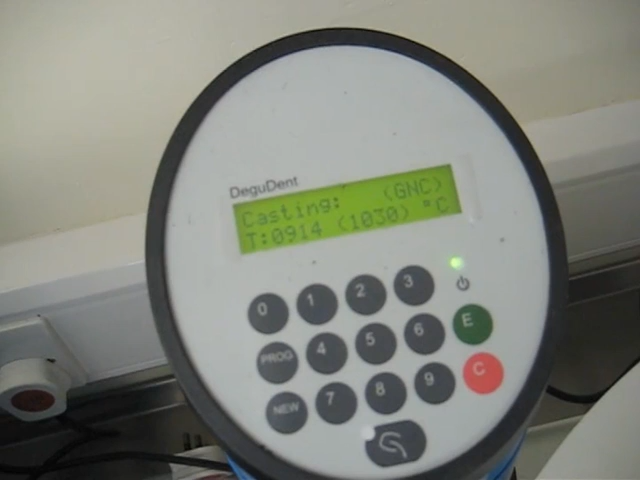 DeguDent
Casting: (GNC)
T:0914 (1030) °C
0 1 2 3
PROG 4 5 6 E
NEW 7 8 9 C